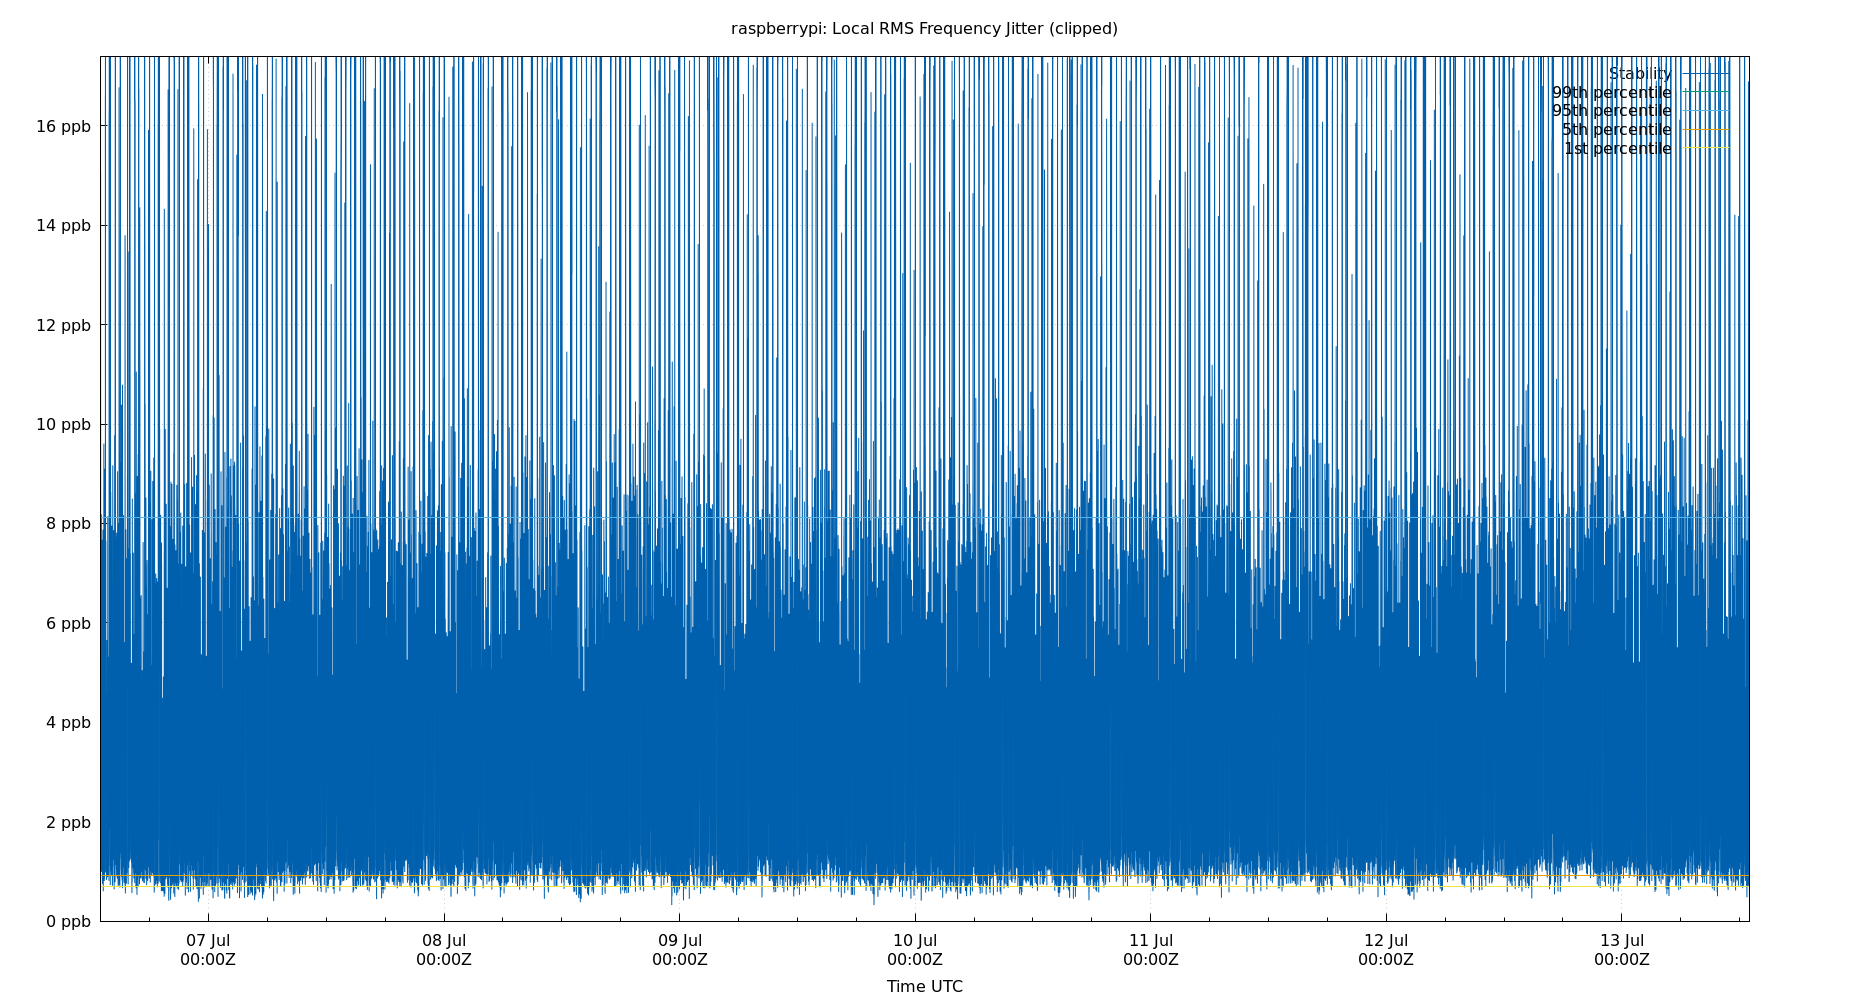 raspberrypi: Local RMS Frequency Jitter (clipped)
Stability
99th percentile
95th percentile
5th percentile
1st percentile
16 ppb
14 ppb
12 ppb
10 ppb
8 ppb
6 ppb
4 ppb
2 ppb
0 ppb
07 Jul 08 Jul 09 Jul 10 Jul 11 Jul 12 Jul 13 Jul
00:00Z 00:00Z 00:00Z 00:00Z 00:00Z 00:00Z 00:00Z
Time UTC